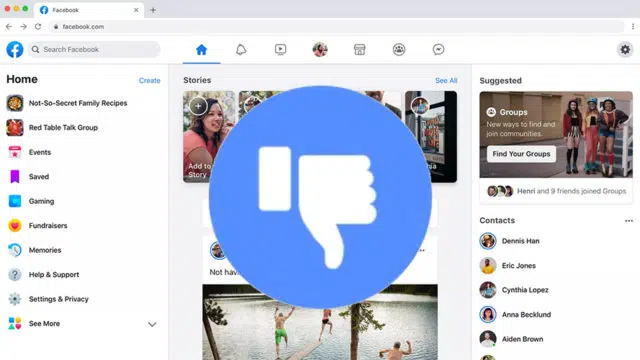 Facebook
facebook.com
Search Facebook
Home
Create
Not-So-Secret Family Recipes
Red Table Talk Group
Events
Saved
Gaming
Fundraisers
Memories
Help & Support
Settings & Privacy
See More
Stories
See All
Add to
Story
Not hav
Suggested
Groups
New ways to find and
join communities.
Find Your Groups
Henri and 9 friends joined Groups
Contacts
Dennis Han
Eric Jones
Cynthia Lopez
Anna Becklund
Aiden Brown